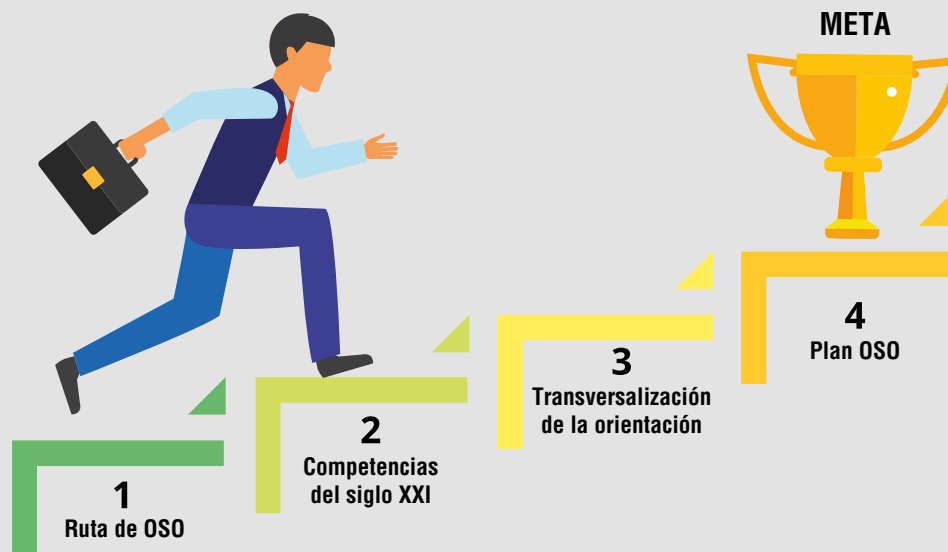 META
1
Ruta de OSO
2
Competencias
del siglo XXI
3
Transversalización
de la orientación
4
Plan OSO